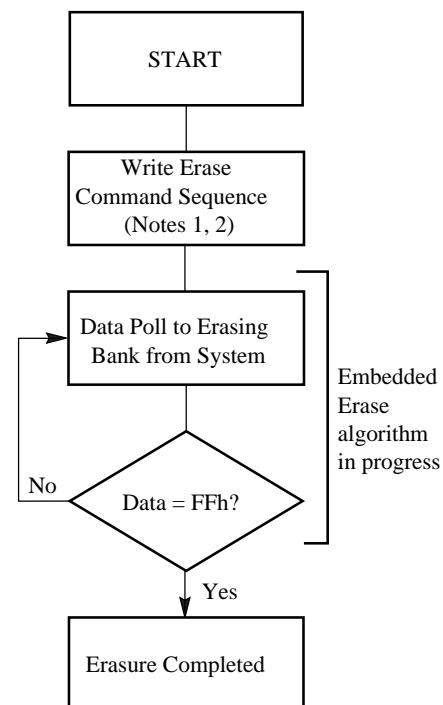 START
Write Erase
Command Sequence
(Notes 1, 2)
Data Poll to Erasing
Bank from System
Embedded
Erase
algorithm
in progress
No
Data = FFh?
Yes
Erasure Completed